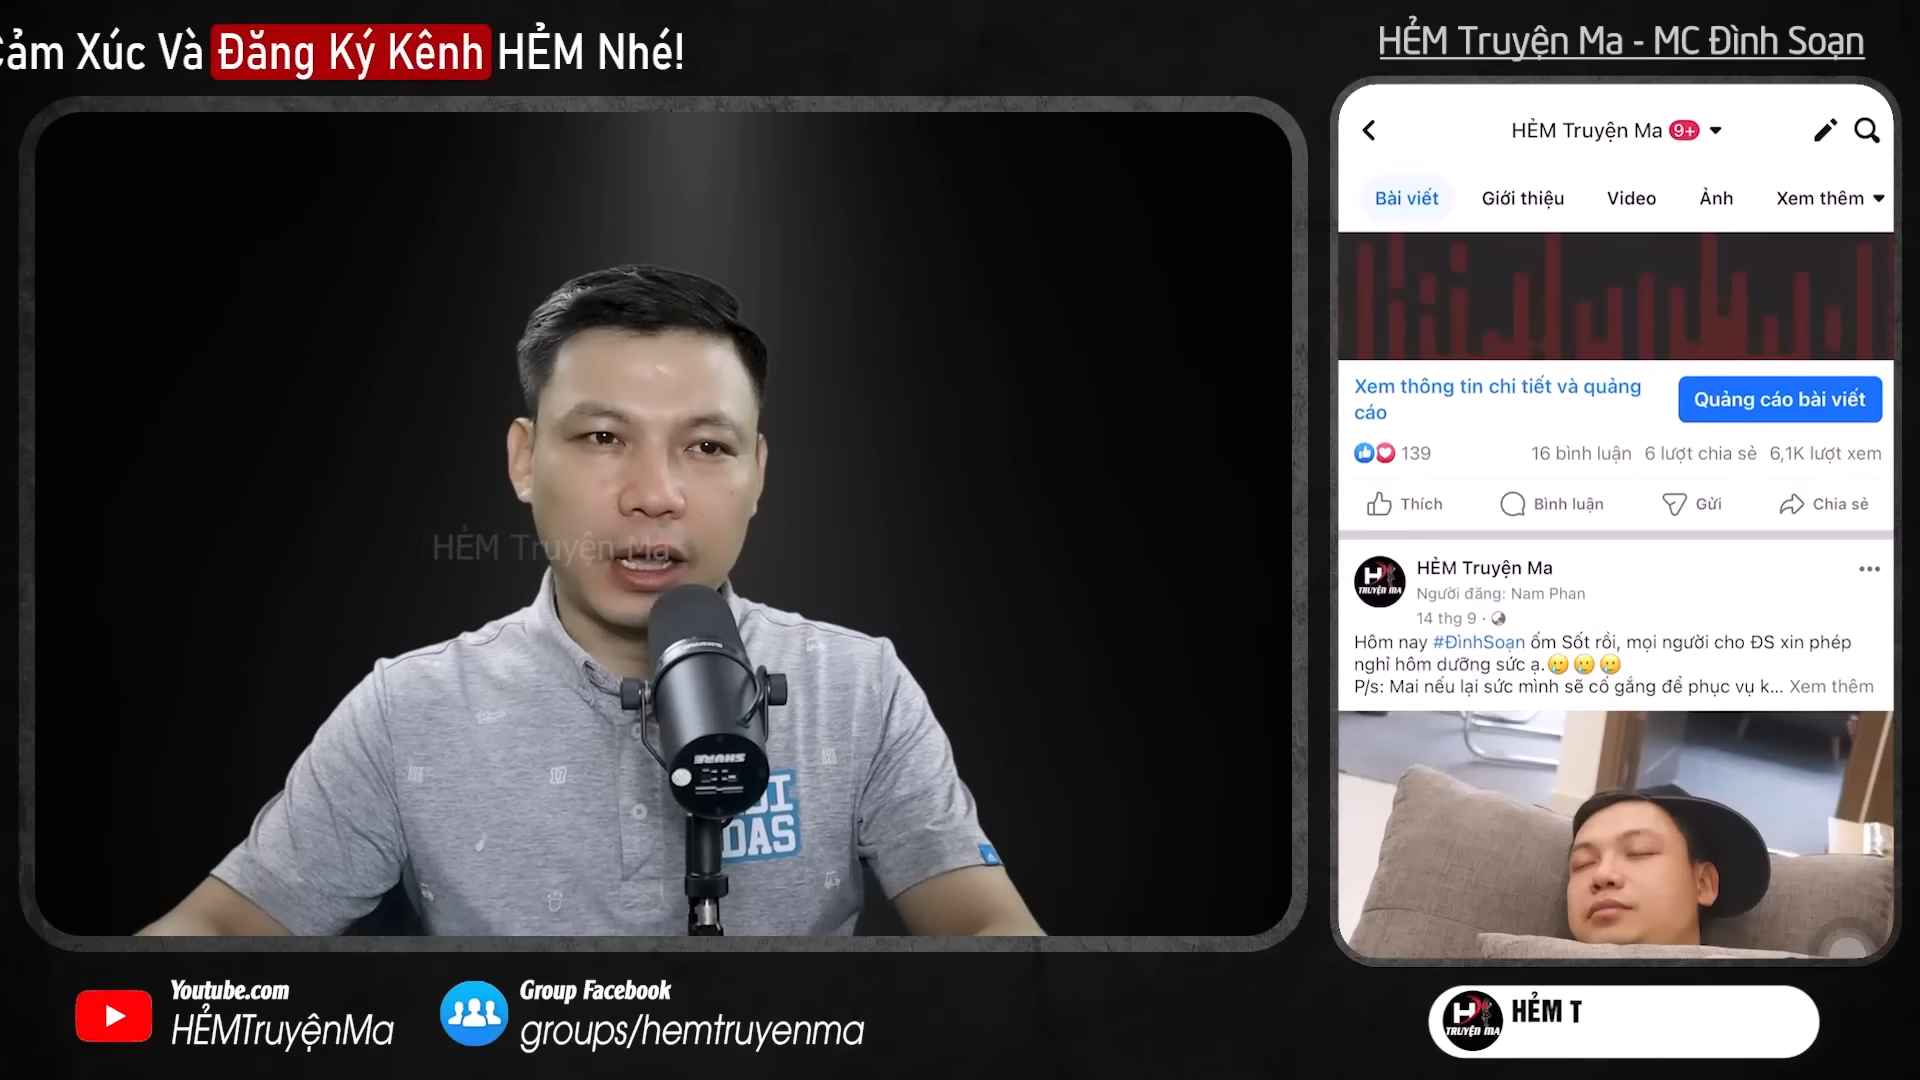 Cảm Xúc Và Đăng Ký Kênh HẺM Nhé!
HẺM Truyện Ma - MC Đình Soạn
HẺM Truyện Ma 9+
Bài viết Giới thiệu Video Ảnh Xem thêm
Xem thông tin chi tiết và quảng
cáo
Quảng cáo bài viết
139 16 bình luận 6 lượt chia sẻ 6,1K lượt xem
Thích Bình luận Gửi Chia sẻ
HẺM Truyện Ma
Người đăng: Nam Phan
14 thg 9 ·
Hôm nay #ĐìnhSoạn ốm Sốt rồi, mọi người cho ĐS xin phép
nghỉ hôm dưỡng sức ạ.🥲🥲🥲
P/s: Mai nếu lại sức mình sẽ cố gắng để phục vụ k... Xem thêm
HẺM Truyện Ma
SHURE
ADI
DAS
Youtube.com
HẺMTruyệnMa
Group Facebook
groups/hemtruyenma
H TRUYỆN MA
HẺM T